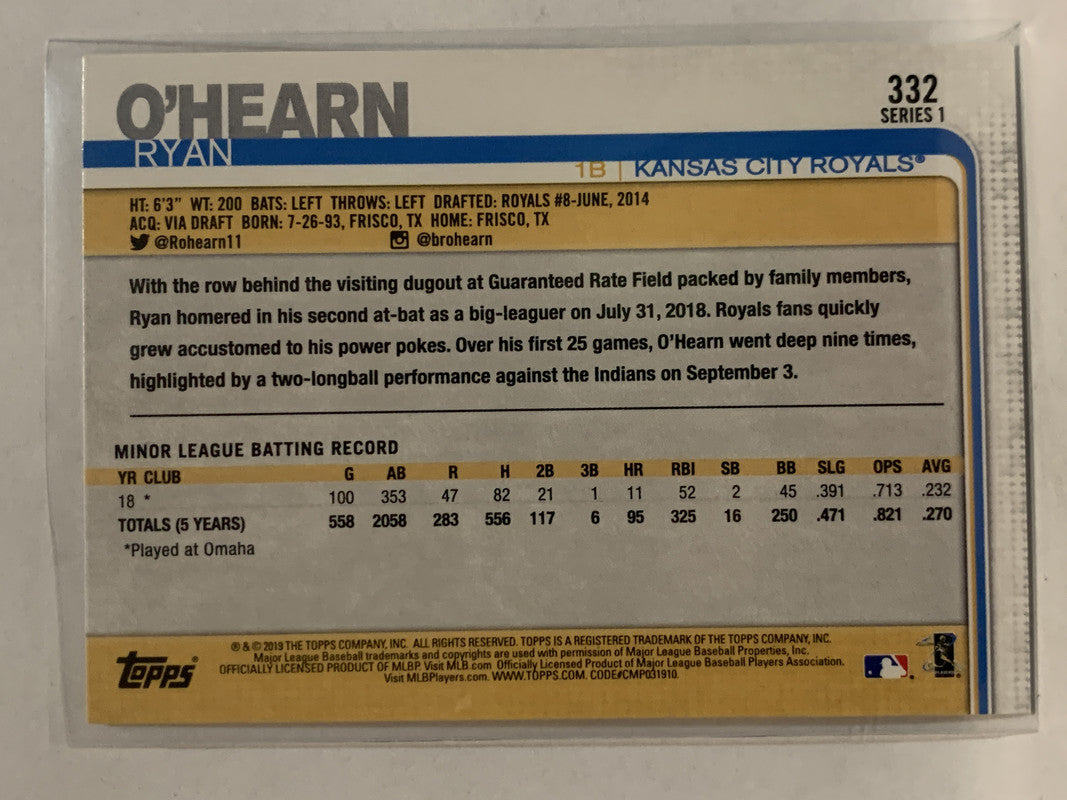 O'HEARN
RYAN
332
SERIES 1
1B | KANSAS CITY ROYALS®
HT: 6'3" WT: 200 BATS: LEFT THROWS: LEFT DRAFTED: ROYALS #8-JUNE, 2014
ACQ: VIA DRAFT BORN: 7-26-93, FRISCO, TX HOME: FRISCO, TX
@Rohearn11 @brohearn
With the row behind the visiting dugout at Guaranteed Rate Field packed by family members,
Ryan homered in his second at-bat as a big-leaguer on July 31, 2018. Royals fans quickly
grew accustomed to his power pokes. Over his first 25 games, O'Hearn went deep nine times,
highlighted by a two-longball performance against the Indians on September 3.
MINOR LEAGUE BATTING RECORD
YR CLUB G AB R H 2B 3B HR RBI SB BB SLG OPS AVG
18 * 100 353 47 82 21 1 11 52 2 45 .391 .713 .232
TOTALS (5 YEARS) 558 2058 283 556 117 6 95 325 16 250 .471 .821 .270
*Played at Omaha
topps®
® & © 2019 THE TOPPS COMPANY, INC. ALL RIGHTS RESERVED. TOPPS IS A REGISTERED TRADEMARK OF THE TOPPS COMPANY, INC.
Major League Baseball trademarks and copyrights are used with permission of Major League Baseball Properties, Inc.
OFFICIALLY LICENSED PRODUCT OF MLBP. Visit MLB.com Officially Licensed Product of Major League Baseball Players Association.
Visit MLBPlayers.com. WWW.TOPPS.COM. CODE#CMP031910.